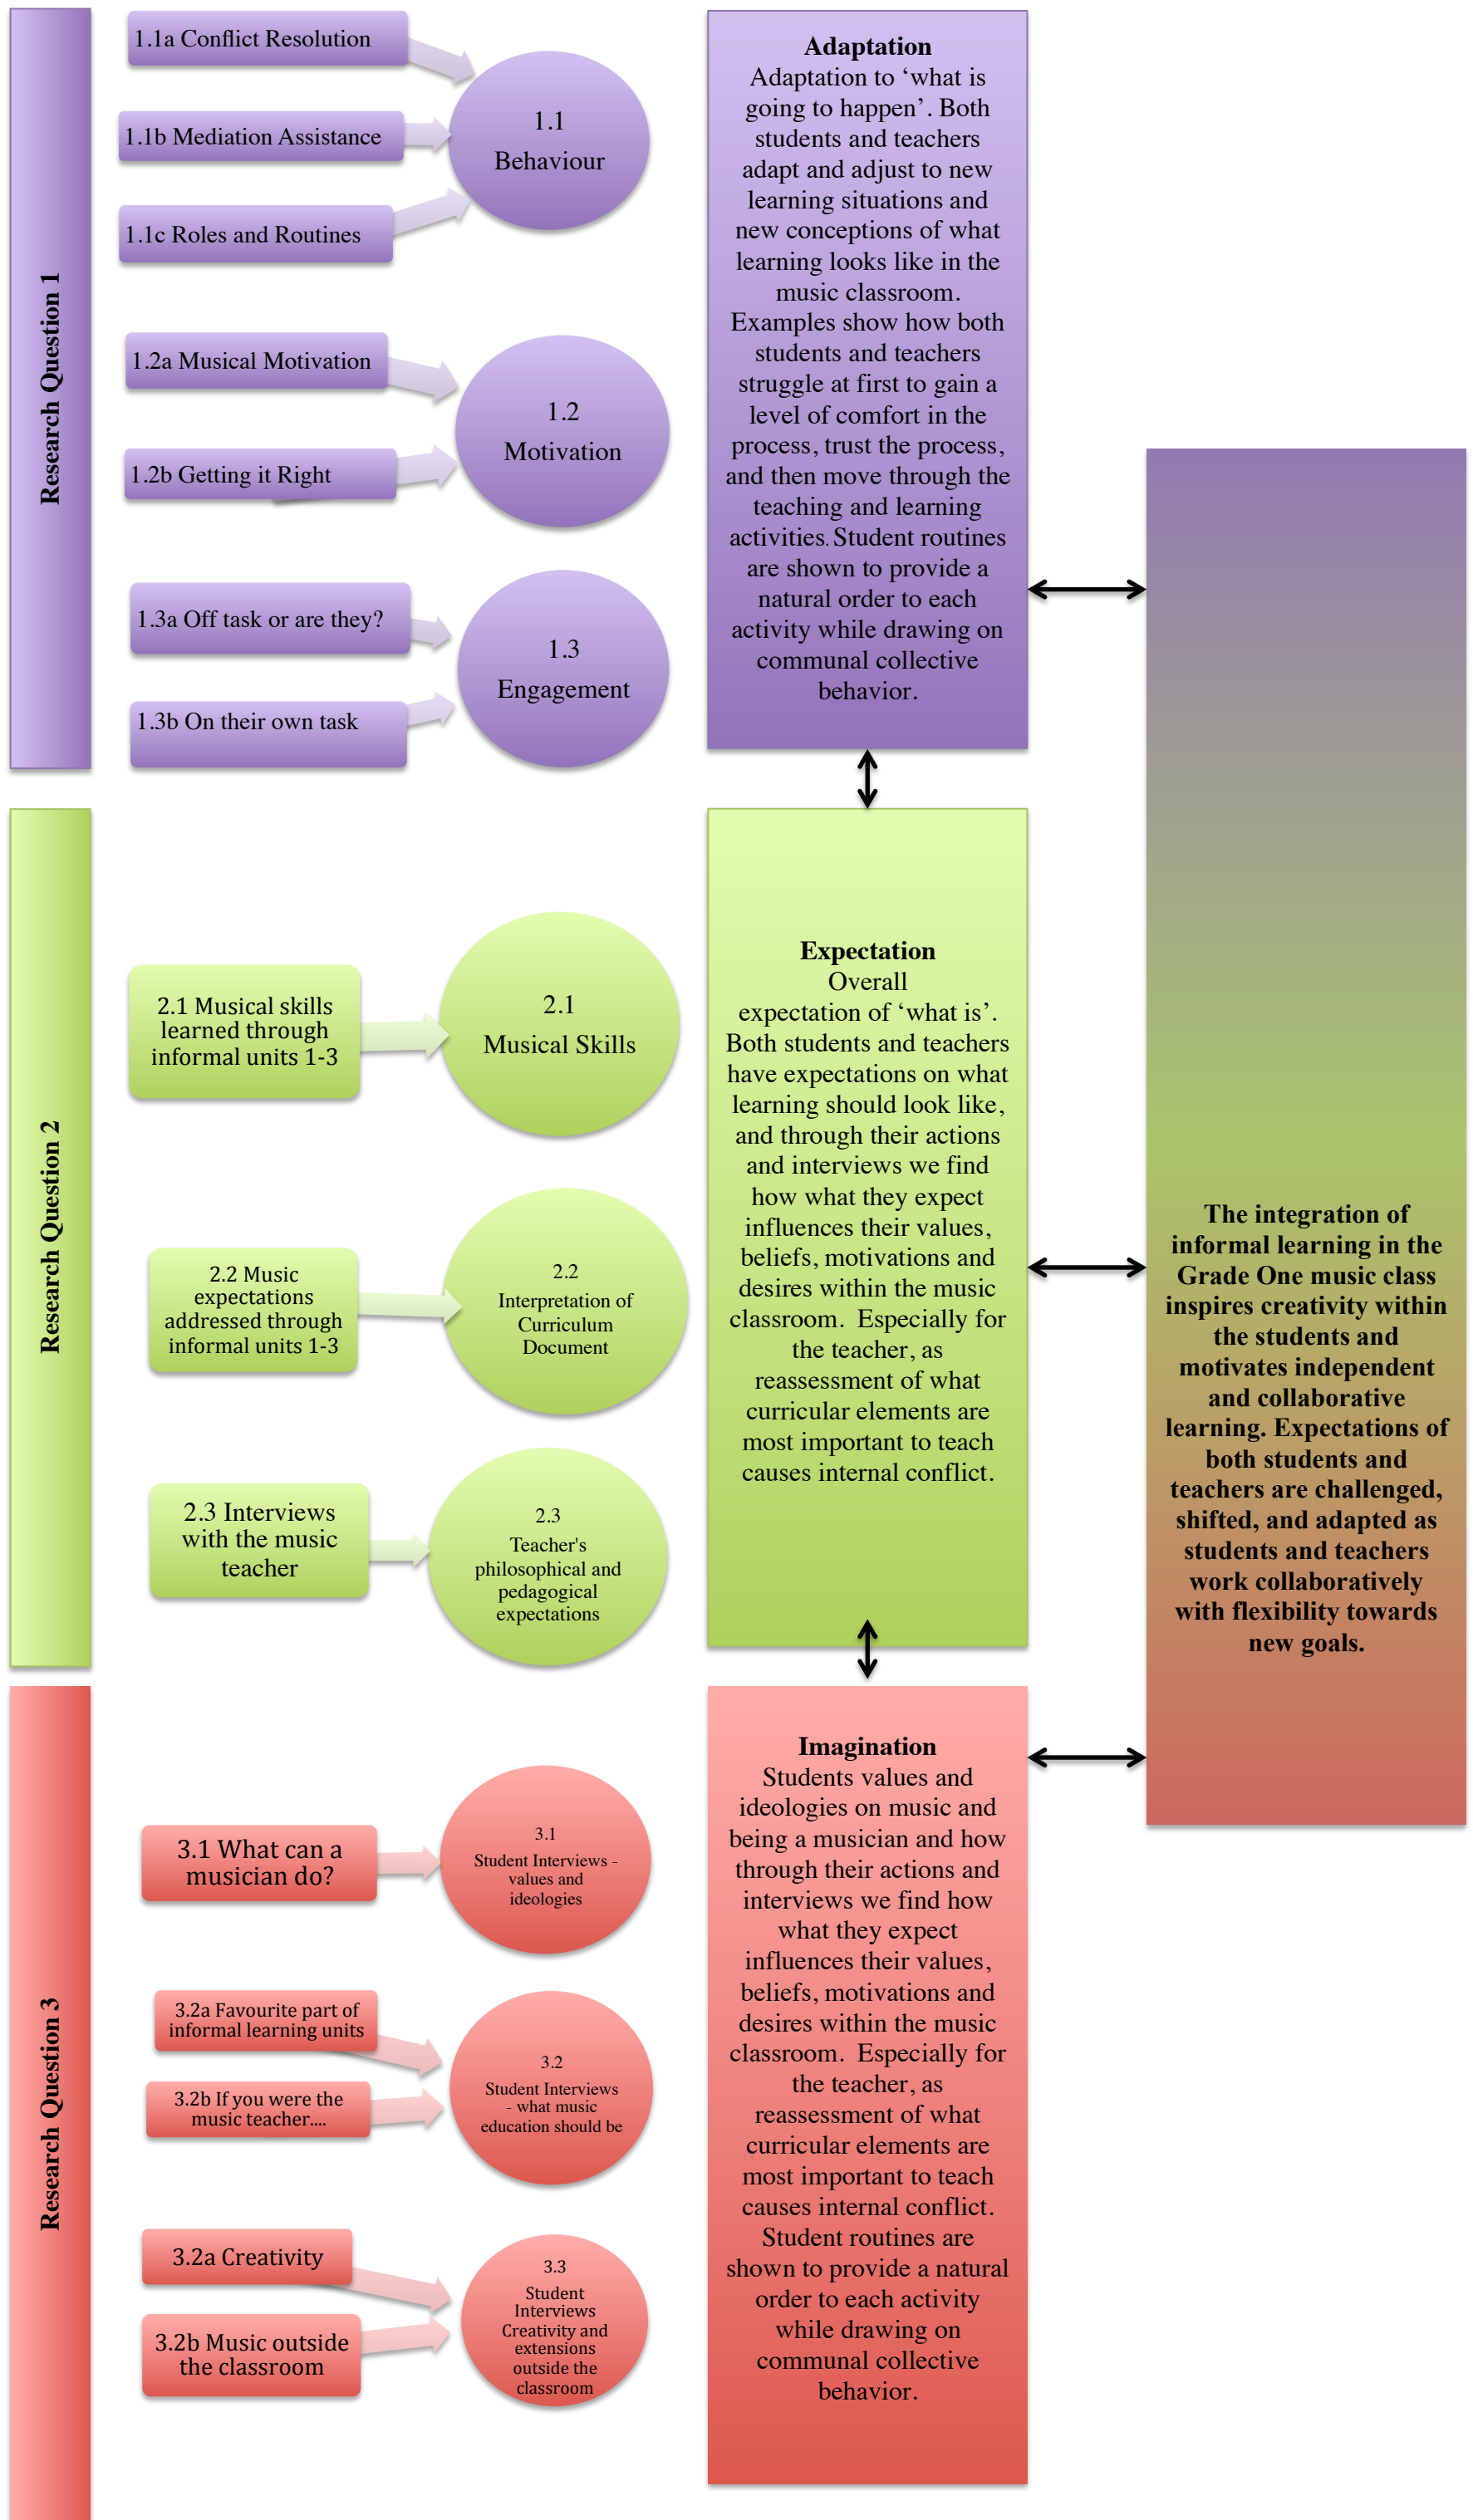 Research Question 1
1.1a Conflict Resolution
1.1b Mediation Assistance
1.1c Roles and Routines
1.1
Behaviour
1.2a Musical Motivation
1.2b Getting it Right
1.2
Motivation
1.3a Off task or are they?
1.3b On their own task
1.3
Engagement
Adaptation
Adaptation to ‘what is
going to happen’. Both
students and teachers
adapt and adjust to new
learning situations and
new conceptions of what
learning looks like in the
music classroom.
Examples show how both
students and teachers
struggle at first to gain a
level of comfort in the
process, trust the process,
and then move through the
teaching and learning
activities. Student routines
are shown to provide a
natural order to each
activity while drawing on
communal collective
behavior.
Research Question 2
2.1 Musical skills
learned through
informal units 1-3
2.1
Musical Skills
2.2 Music
expectations
addressed through
informal units 1-3
2.2
Interpretation of
Curriculum
Document
2.3 Interviews
with the music
teacher
2.3
Teacher's
philosophical and
pedagogical
expectations
Expectation
Overall
expectation of ‘what is’.
Both students and teachers
have expectations on what
learning should look like,
and through their actions
and interviews we find
how what they expect
influences their values,
beliefs, motivations and
desires within the music
classroom. Especially for
the teacher, as
reassessment of what
curricular elements are
most important to teach
causes internal conflict.
Research Question 3
3.1 What can a
musician do?
3.1
Student Interviews -
values and
ideologies
3.2a Favourite part of
informal learning units
3.2b If you were the
music teacher....
3.2
Student Interviews
- what music
education should be
3.2a Creativity
3.2b Music outside
the classroom
3.3
Student
Interviews
Creativity and
extensions
outside the
classroom
Imagination
Students values and
ideologies on music and
being a musician and how
through their actions and
interviews we find how
what they expect
influences their values,
beliefs, motivations and
desires within the music
classroom. Especially for
the teacher, as
reassessment of what
curricular elements are
most important to teach
causes internal conflict.
Student routines are
shown to provide a natural
order to each activity
while drawing on
communal collective
behavior.
The integration of
informal learning in the
Grade One music class
inspires creativity within
the students and
motivates independent
and collaborative
learning. Expectations of
both students and
teachers are challenged,
shifted, and adapted as
students and teachers
work collaboratively
with flexibility towards
new goals.